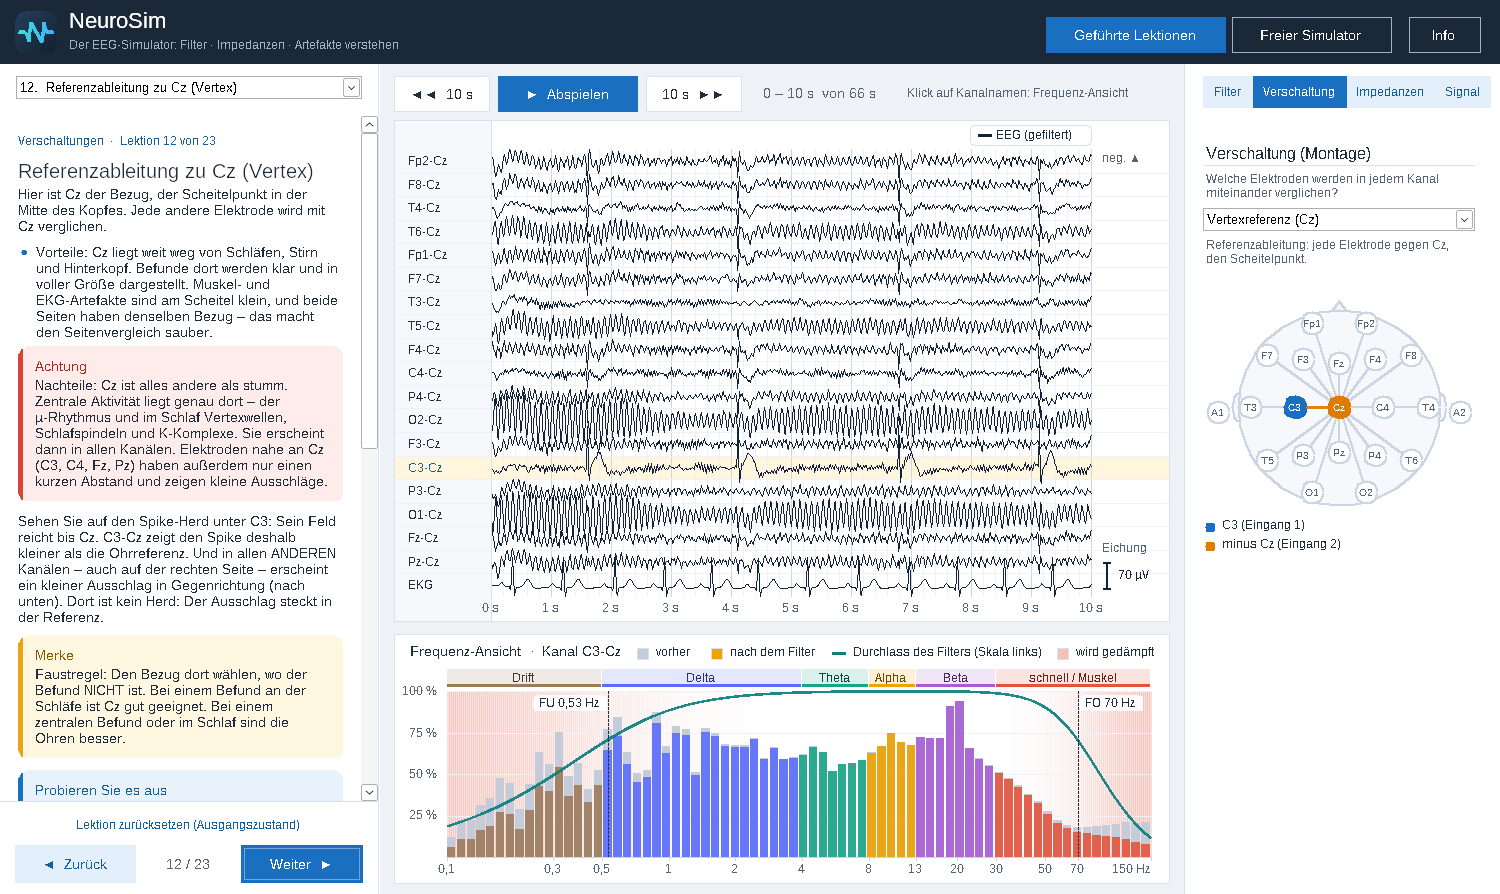 NeuroSim
Der EEG-Simulator: Filter · Impedanzen · Artefakte verstehen
Geführte Lektionen
Freier Simulator
Info
12.  Referenzableitung zu Cz (Vertex)
Verschaltungen  ·  Lektion 12 von 23
Referenzableitung zu Cz (Vertex)
Hier ist Cz der Bezug, der Scheitelpunkt in der
Mitte des Kopfes. Jede andere Elektrode wird mit
Cz verglichen.
• Vorteile: Cz liegt weit weg von Schläfen, Stirn
und Hinterkopf. Befunde dort werden klar und in
voller Größe dargestellt. Muskel- und
EKG-Artefakte sind am Scheitel klein, und beide
Seiten haben denselben Bezug – das macht
den Seitenvergleich sauber.
Achtung
Nachteile: Cz ist alles andere als stumm.
Zentrale Aktivität liegt genau dort – der
µ-Rhythmus und im Schlaf Vertexwellen,
Schlafspindeln und K-Komplexe. Sie erscheint
dann in allen Kanälen. Elektroden nahe an Cz
(C3, C4, Fz, Pz) haben außerdem nur einen
kurzen Abstand und zeigen kleine Ausschläge.
Sehen Sie auf den Spike-Herd unter C3: Sein Feld
reicht bis Cz. C3-Cz zeigt den Spike deshalb
kleiner als die Ohrreferenz. Und in allen ANDEREN
Kanälen – auch auf der rechten Seite – erscheint
ein kleiner Ausschlag in Gegenrichtung (nach
unten). Dort ist kein Herd: Der Ausschlag steckt in
der Referenz.
Merke
Faustregel: Den Bezug dort wählen, wo der
Befund NICHT ist. Bei einem Befund an der
Schläfe ist Cz gut geeignet. Bei einem
zentralen Befund oder im Schlaf sind die
Ohren besser.
Probieren Sie es aus
Lektion zurücksetzen (Ausgangszustand)
◄ Zurück
12 / 23
Weiter ►
◄◄ 10 s
► Abspielen
10 s ►►
0 – 10 s  von 66 s
Klick auf Kanalnamen: Frequenz-Ansicht
EEG (gefiltert)
neg. ▲
Fp2-Cz
F8-Cz
T4-Cz
T6-Cz
Fp1-Cz
F7-Cz
T3-Cz
T5-Cz
F4-Cz
C4-Cz
P4-Cz
O2-Cz
F3-Cz
C3-Cz
P3-Cz
O1-Cz
Fz-Cz
Pz-Cz
EKG
Eichung
70 µV
0 s 1 s 2 s 3 s 4 s 5 s 6 s 7 s 8 s 9 s 10 s
Frequenz-Ansicht  ·  Kanal C3-Cz
vorher
nach dem Filter
Durchlass des Filters (Skala links)
wird gedämpft
Drift Delta Theta Alpha Beta schnell / Muskel
100 %
75 %
50 %
25 %
FU 0,53 Hz
FO 70 Hz
0,1 0,3 0,5 1 2 4 8 13 20 30 50 70 150 Hz
Filter
Verschaltung
Impedanzen
Signal
Verschaltung (Montage)
Welche Elektroden werden in jedem Kanal
miteinander verglichen?
Vertexreferenz (Cz)
Referenzableitung: jede Elektrode gegen Cz,
den Scheitelpunkt.
Fp1 Fp2
F7 F3 Fz F4 F8
A1 T3 C3 Cz C4 T4 A2
T5 P3 Pz P4 T6
O1 O2
C3 (Eingang 1)
minus Cz (Eingang 2)